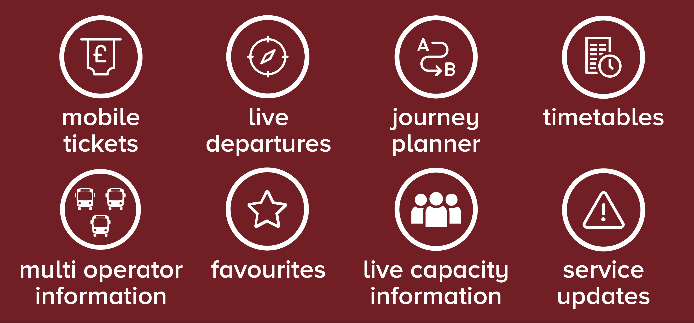 £
A
B
mobile
tickets
live
departures
journey
planner
timetables
multi operator
information
favourites
live capacity
information
service
updates